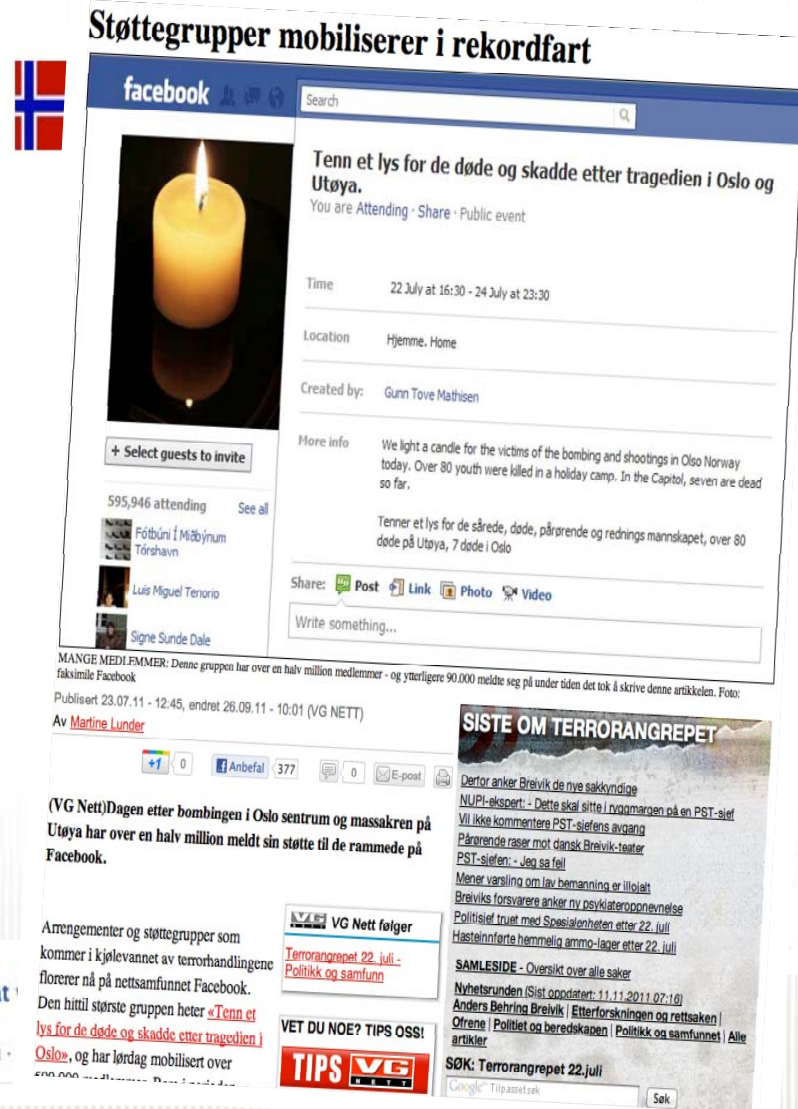 Støttegrupper mobiliserer i rekordfart
facebook
Search
Tenn et lys for de døde og skadde etter tragedien i Oslo og
Utøya.
You are Attending · Share · Public event
Time
22 July at 16:30 - 24 July at 23:30
Location
Hjemme. Home
Created by:
Gunn Tove Mathisen
More info
We light a candle for the victims of the bombing and shootings in Olso Norway
today. Over 80 youth were killed in a holiday camp. In the Capitol, seven are dead
so far.
Tenner et lys for de sårede, døde, pårørende og rednings mannskapet, over 80
døde på Utøya, 7 døde i Oslo
+ Select guests to invite
595,946 attending
See all
Fótbúni Í Miðbýnum
Tórshavn
Luis Miguel Tenorio
Signe Sunde Dale
Share: Post Link Photo Video
Write something...
MANGE MEDLEMMER: Denne gruppen har over en halv million medlemmer - og ytterligere 90.000 meldte seg på under tiden det tok å skrive denne artikkelen. Foto:
faksimile Facebook
Publisert 23.07.11 - 12:45, endret 26.09.11 - 10:01 (VG NETT)
Av Martine Lunder
+1 0 Anbefal 377 0 E-post
(VG Nett)Dagen etter bombingen i Oslo sentrum og massakren på
Utøya har over en halv million meldt sin støtte til de rammede på
Facebook.
Arrengementer og støttegrupper som
kommer i kjølevannet av terrorhandlingene
florerer nå på nettsamfunnet Facebook.
Den hittil største gruppen heter «Tenn et
lys for de døde og skadde etter tragedien i
Oslo», og har lørdag mobilisert over
VG NETT VG Nett følger
Terrorangrepet 22. juli -
Politikk og samfunn
VET DU NOE? TIPS OSS!
TIPS VG
NETT
SISTE OM TERRORANGREPET
Derfor anker Breivik de nye sakkyndige
NUPI-ekspert: - Dette skal sitte i ryggmargen på en PST-sjef
Vil ikke kommentere PST-sjefens avgang
Pårørende raser mot dansk Breivik-teater
PST-sjefen: - Jeg sa feil
Mener varsling om lav bemanning er illojalt
Breiviks forsvarere anker ny psykiateroppnevnelse
Politisjef truet med Spesialenheten etter 22. juli
Hasteinnførte hemmelig ammo-lager etter 22. juli
SAMLESIDE - Oversikt over alle saker
Nyhetsrunden (Sist oppdatert: 11.11.2011 07:16)
Anders Behring Breivik | Etterforskningen og rettsaken |
Ofrene | Politiet og beredskapen | Politikk og samfunnet | Alle
artikler
SØK: Terrorangrepet 22.juli
Google™ Tilpasset søk
Søk